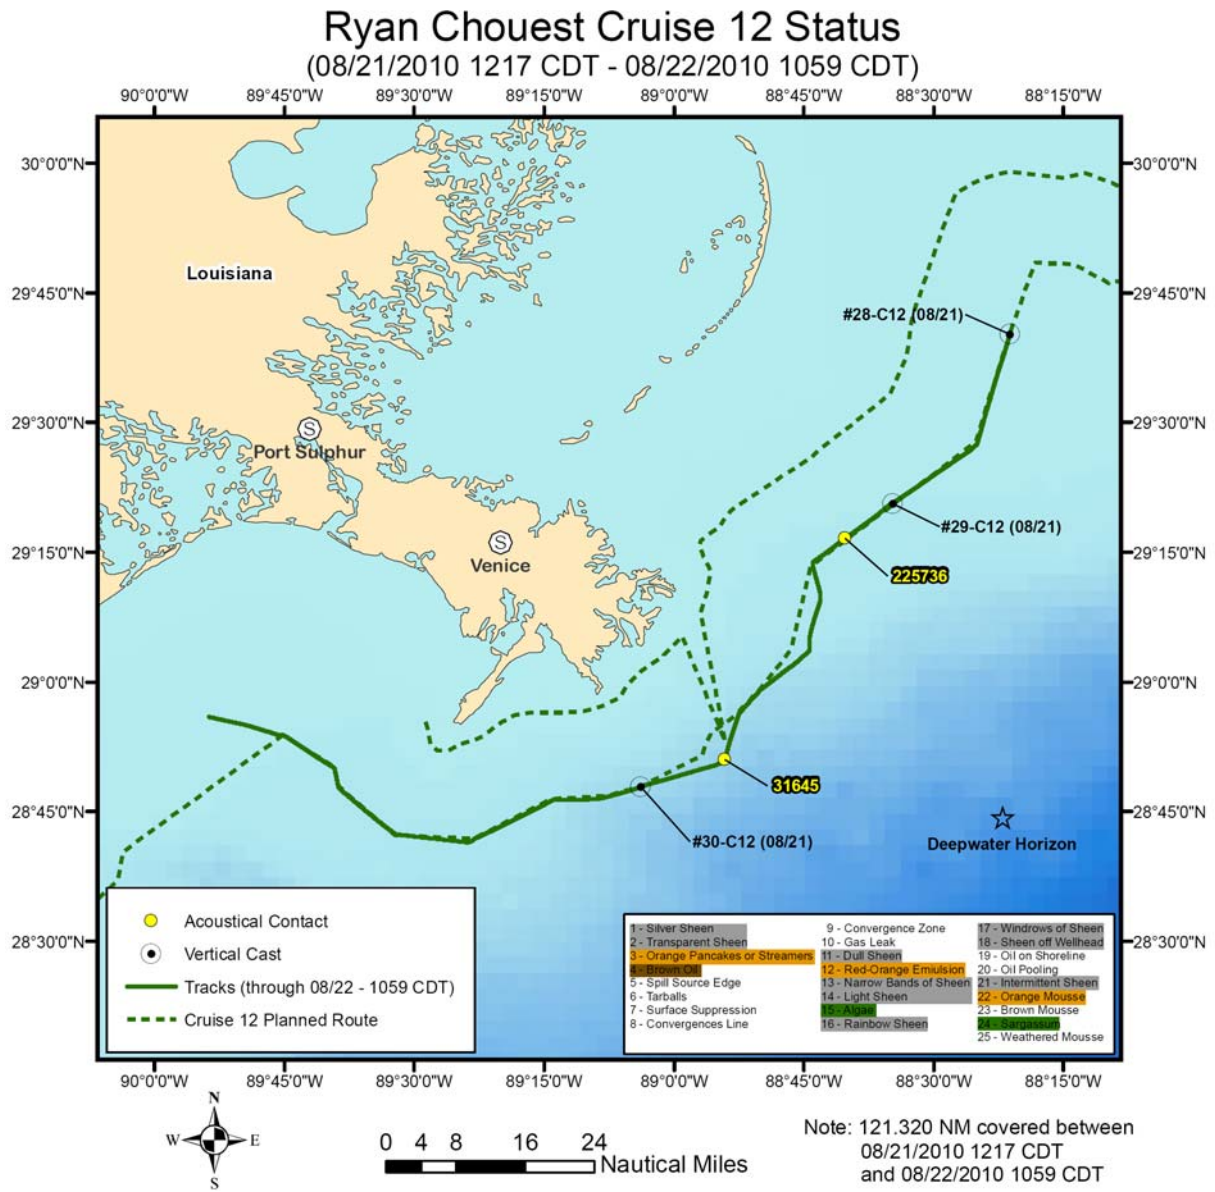 Ryan Chouest Cruise 12 Status
(08/21/2010 1217 CDT - 08/22/2010 1059 CDT)
90°0'0"W 89°45'0"W 89°30'0"W 89°15'0"W 89°0'0"W 88°45'0"W 88°30'0"W 88°15'0"W
30°0'0"N 30°0'0"N
Louisiana
29°45'0"N 29°45'0"N
#28-C12 (08/21)
29°30'0"N 29°30'0"N
S
Port Sulphur
#29-C12 (08/21)
S
29°15'0"N 29°15'0"N
Venice
225736
29°0'0"N 29°0'0"N
31645
28°45'0"N 28°45'0"N
#30-C12 (08/21)
Deepwater Horizon
28°30'0"N 28°30'0"N
Acoustical Contact
Vertical Cast
Tracks (through 08/22 - 1059 CDT)
Cruise 12 Planned Route
1 - Silver Sheen
2 - Transparent Sheen
3 - Orange Pancakes or Streamers
4 - Brown Oil
5 - Spill Source Edge
6 - Tarballs
7 - Surface Suppression
8 - Convergences Line
9 - Convergence Zone
10 - Gas Leak
11 - Dull Sheen
12 - Red-Orange Emiulsion
13 - Narrow Bands of Sheen
14 - Light Sheen
15 - Algae
16 - Rainbow Sheen
17 - Windrows of Sheen
18 - Sheen off Wellhead
19 - Oil on Shoreline
20 - Oil Pooling
21 - Intermittent Sheen
22 - Orange Mousse
23 - Brown Mousse
24 - Sargassum
25 - Weathered Mousse
90°0'0"W 89°45'0"W 89°30'0"W 89°15'0"W 89°0'0"W 88°45'0"W 88°30'0"W 88°15'0"W
N
W E
S
0 4 8 16 24
Nautical Miles
Note: 121.320 NM covered between
08/21/2010 1217 CDT
and 08/22/2010 1059 CDT